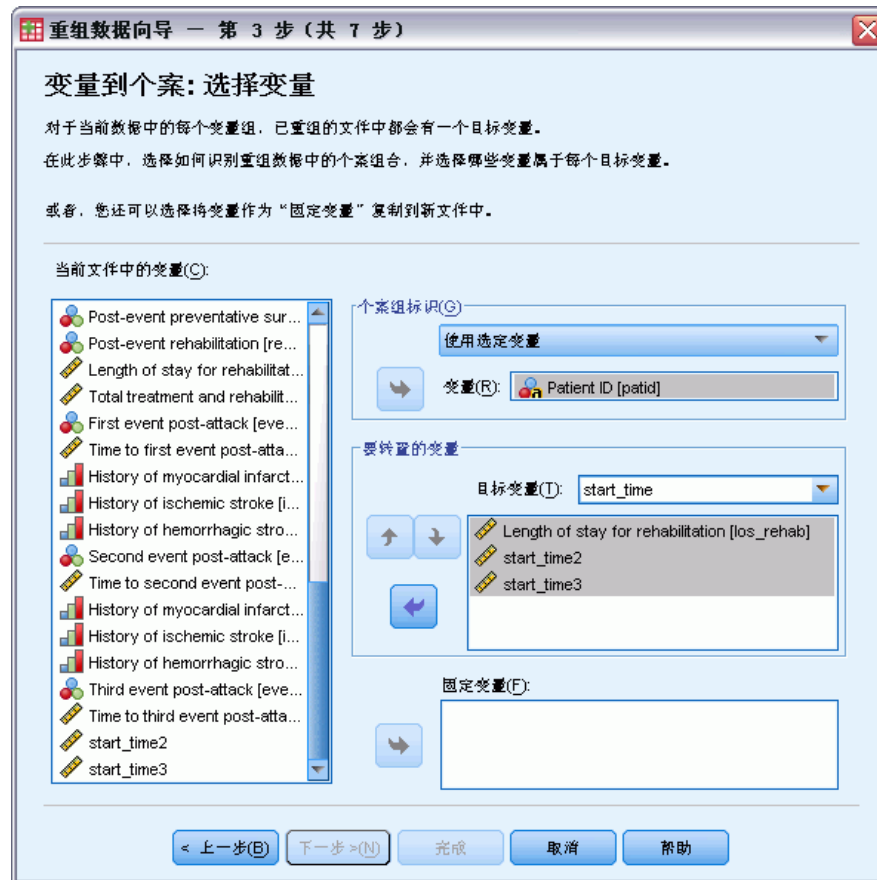 重组数据向导 — 第 3 步（共 7 步）
变量到个案: 选择变量
对于当前数据中的每个变量组，已重组的文件中都会有一个目标变量。
在此步骤中，选择如何识别重组数据中的个案组合，并选择哪些变量属于每个目标变量。
或者，您还可以选择将变量作为“固定变量”复制到新文件中。
当前文件中的变量(C):
Post-event preventative sur...
Post-event rehabilitation [re...
Length of stay for rehabilitat...
Total treatment and rehabilit...
First event post-attack [eve...
Time to first event post-atta...
History of myocardial infarct...
History of ischemic stroke [i...
History of hemorrhagic stro...
Second event post-attack [e...
Time to second event post-...
History of myocardial infarct...
History of ischemic stroke [i...
History of hemorrhagic stro...
Third event post-attack [eve...
Time to third event post-atta...
start_time2
start_time3
个案组标识(G)
使用选定变量
变量(R):
Patient ID [patid]
要转置的变量
目标变量(T):
start_time
Length of stay for rehabilitation [los_rehab]
start_time2
start_time3
固定变量(F):
< 上一步(B)
下一步 >(N)
完成
取消
帮助